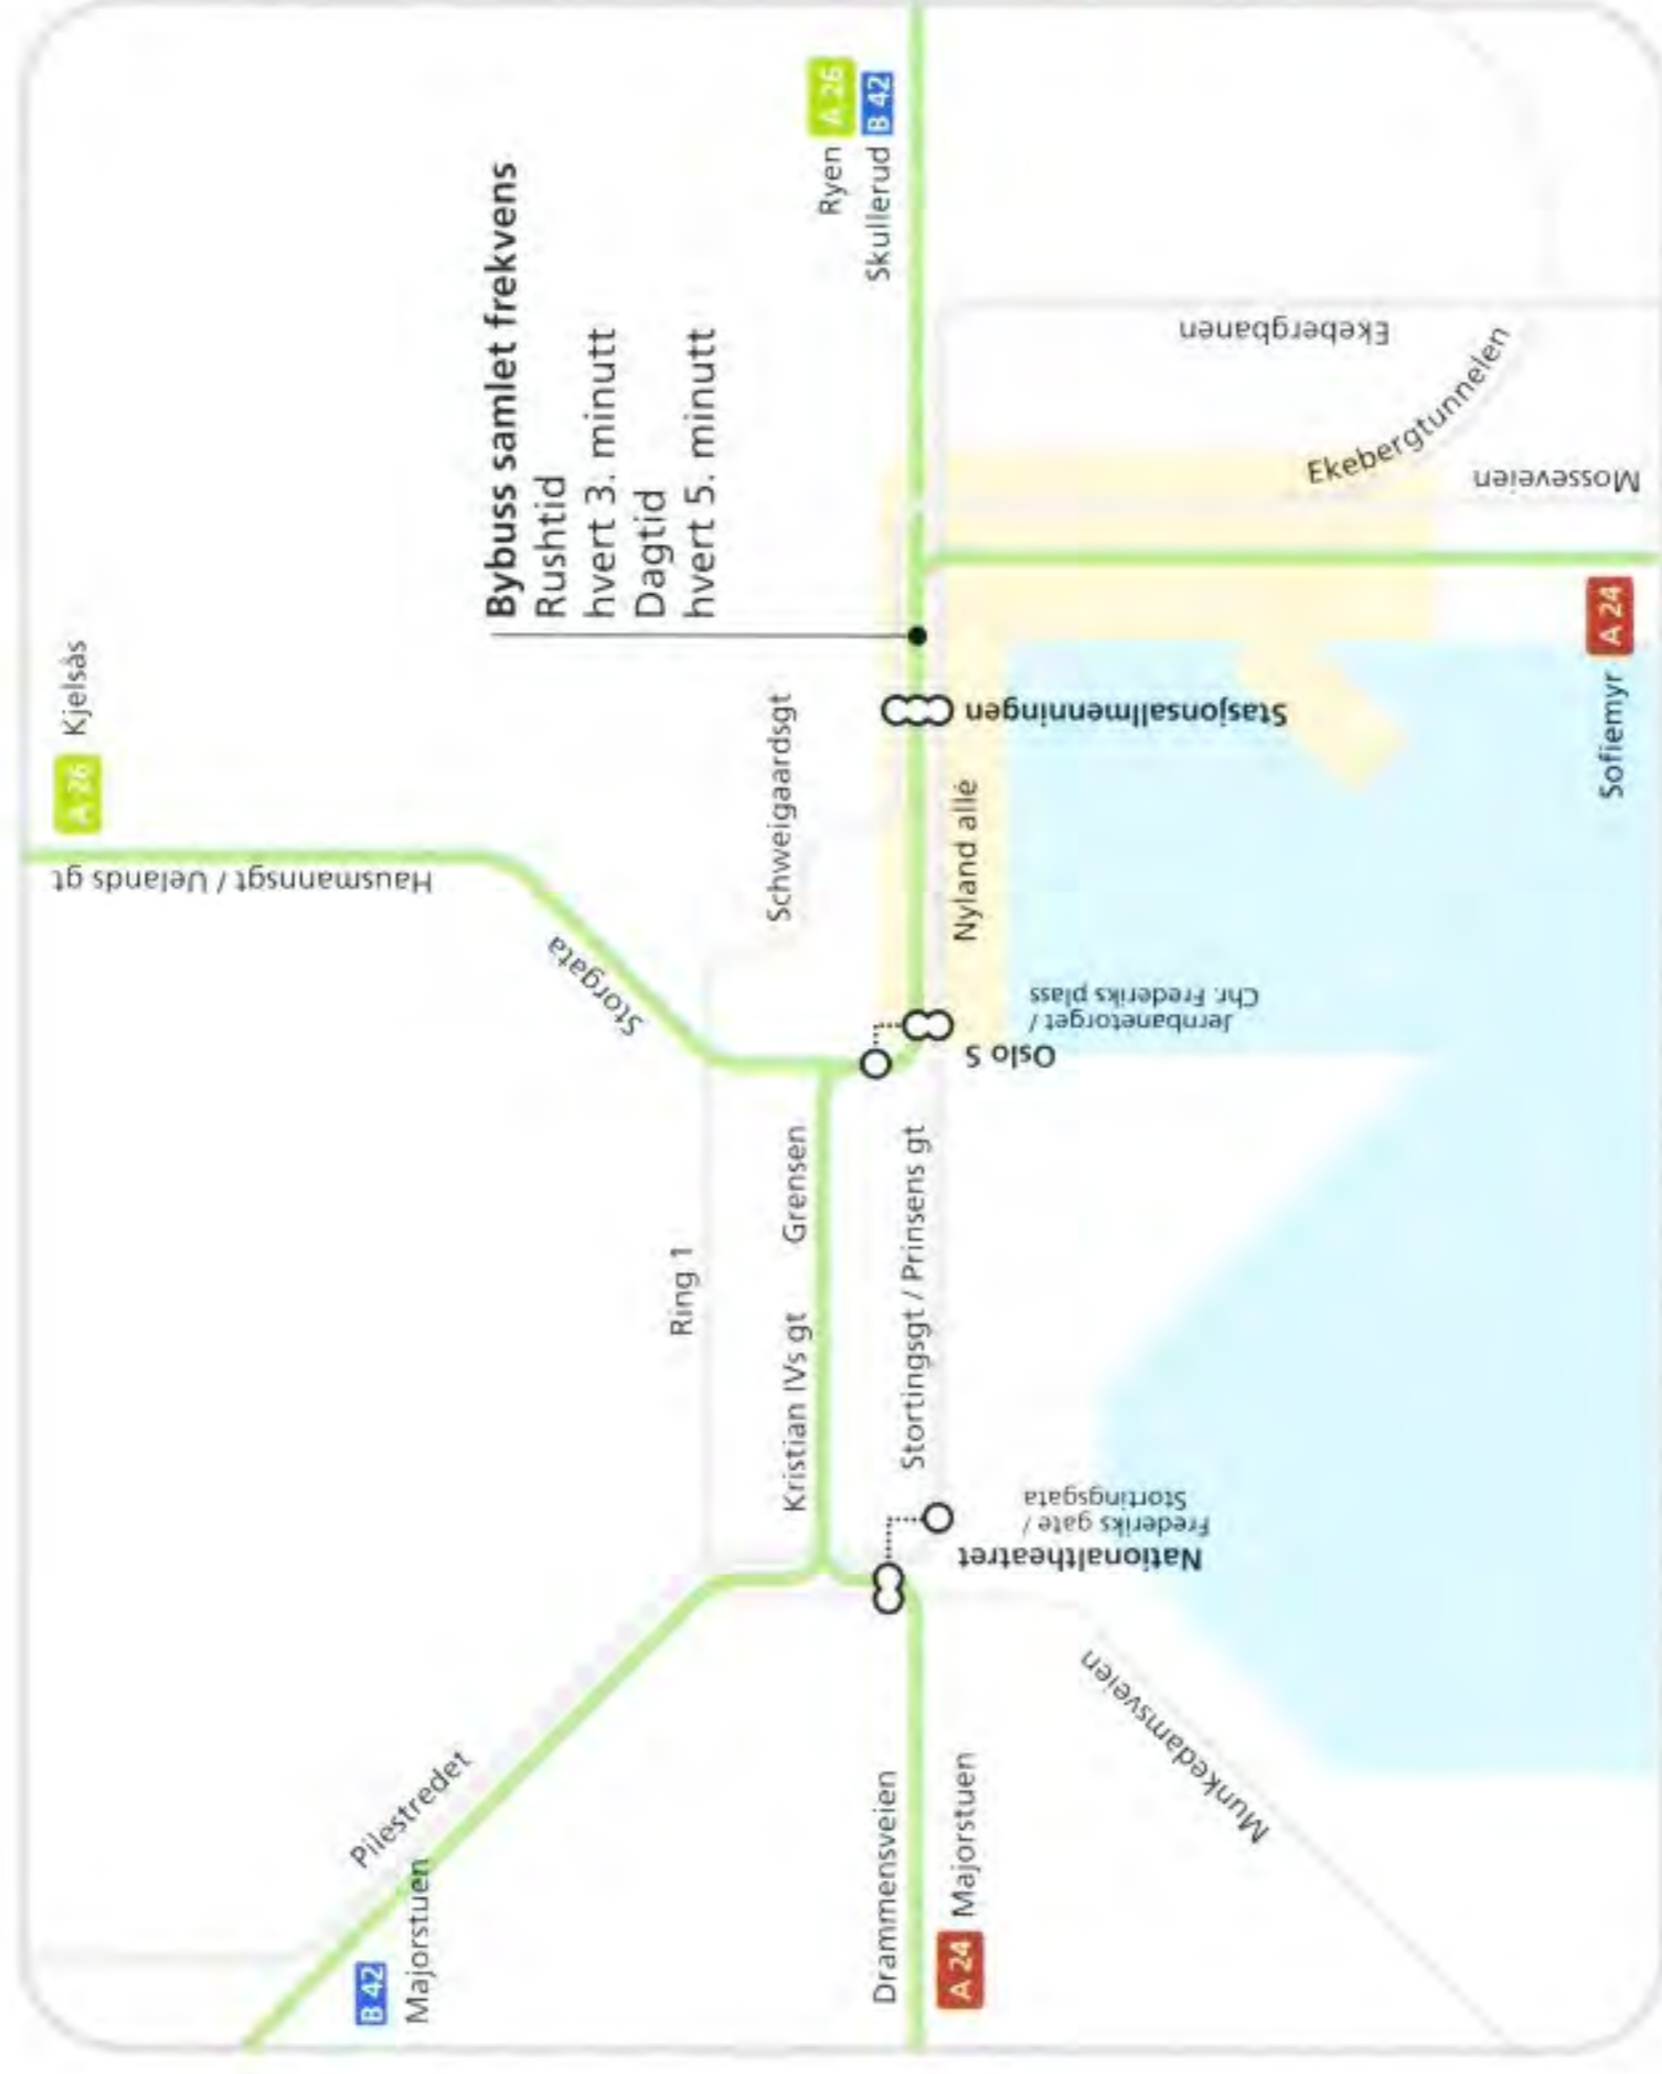 A 26 Kjelsås
Hausmannsgt / Uelands gt
Storgata
Bybuss samlet frekvens
Rushtid
hvert 3. minutt
Dagtid
hvert 5. minutt
B 42
Majorstuen
Pilestredet
Ring 1
Schweigaardsgt
Kristian IVs gt
Grensen
Ryen A 26
Skullerud B 42
Drammensveien
A 24 Majorstuen
Stortingsgt / Prinsens gt
Nyland allé
Nationaltheatret
Frederiks gate /
Stortingsgata
Oslo S
Jernbanetorget /
Chr. Frederiks plass
Stasjonsallmenningen
Munkedamsveien
Ekebergbanen
Ekebergtunnelen
Mosseveien
Sofiemyr A 24